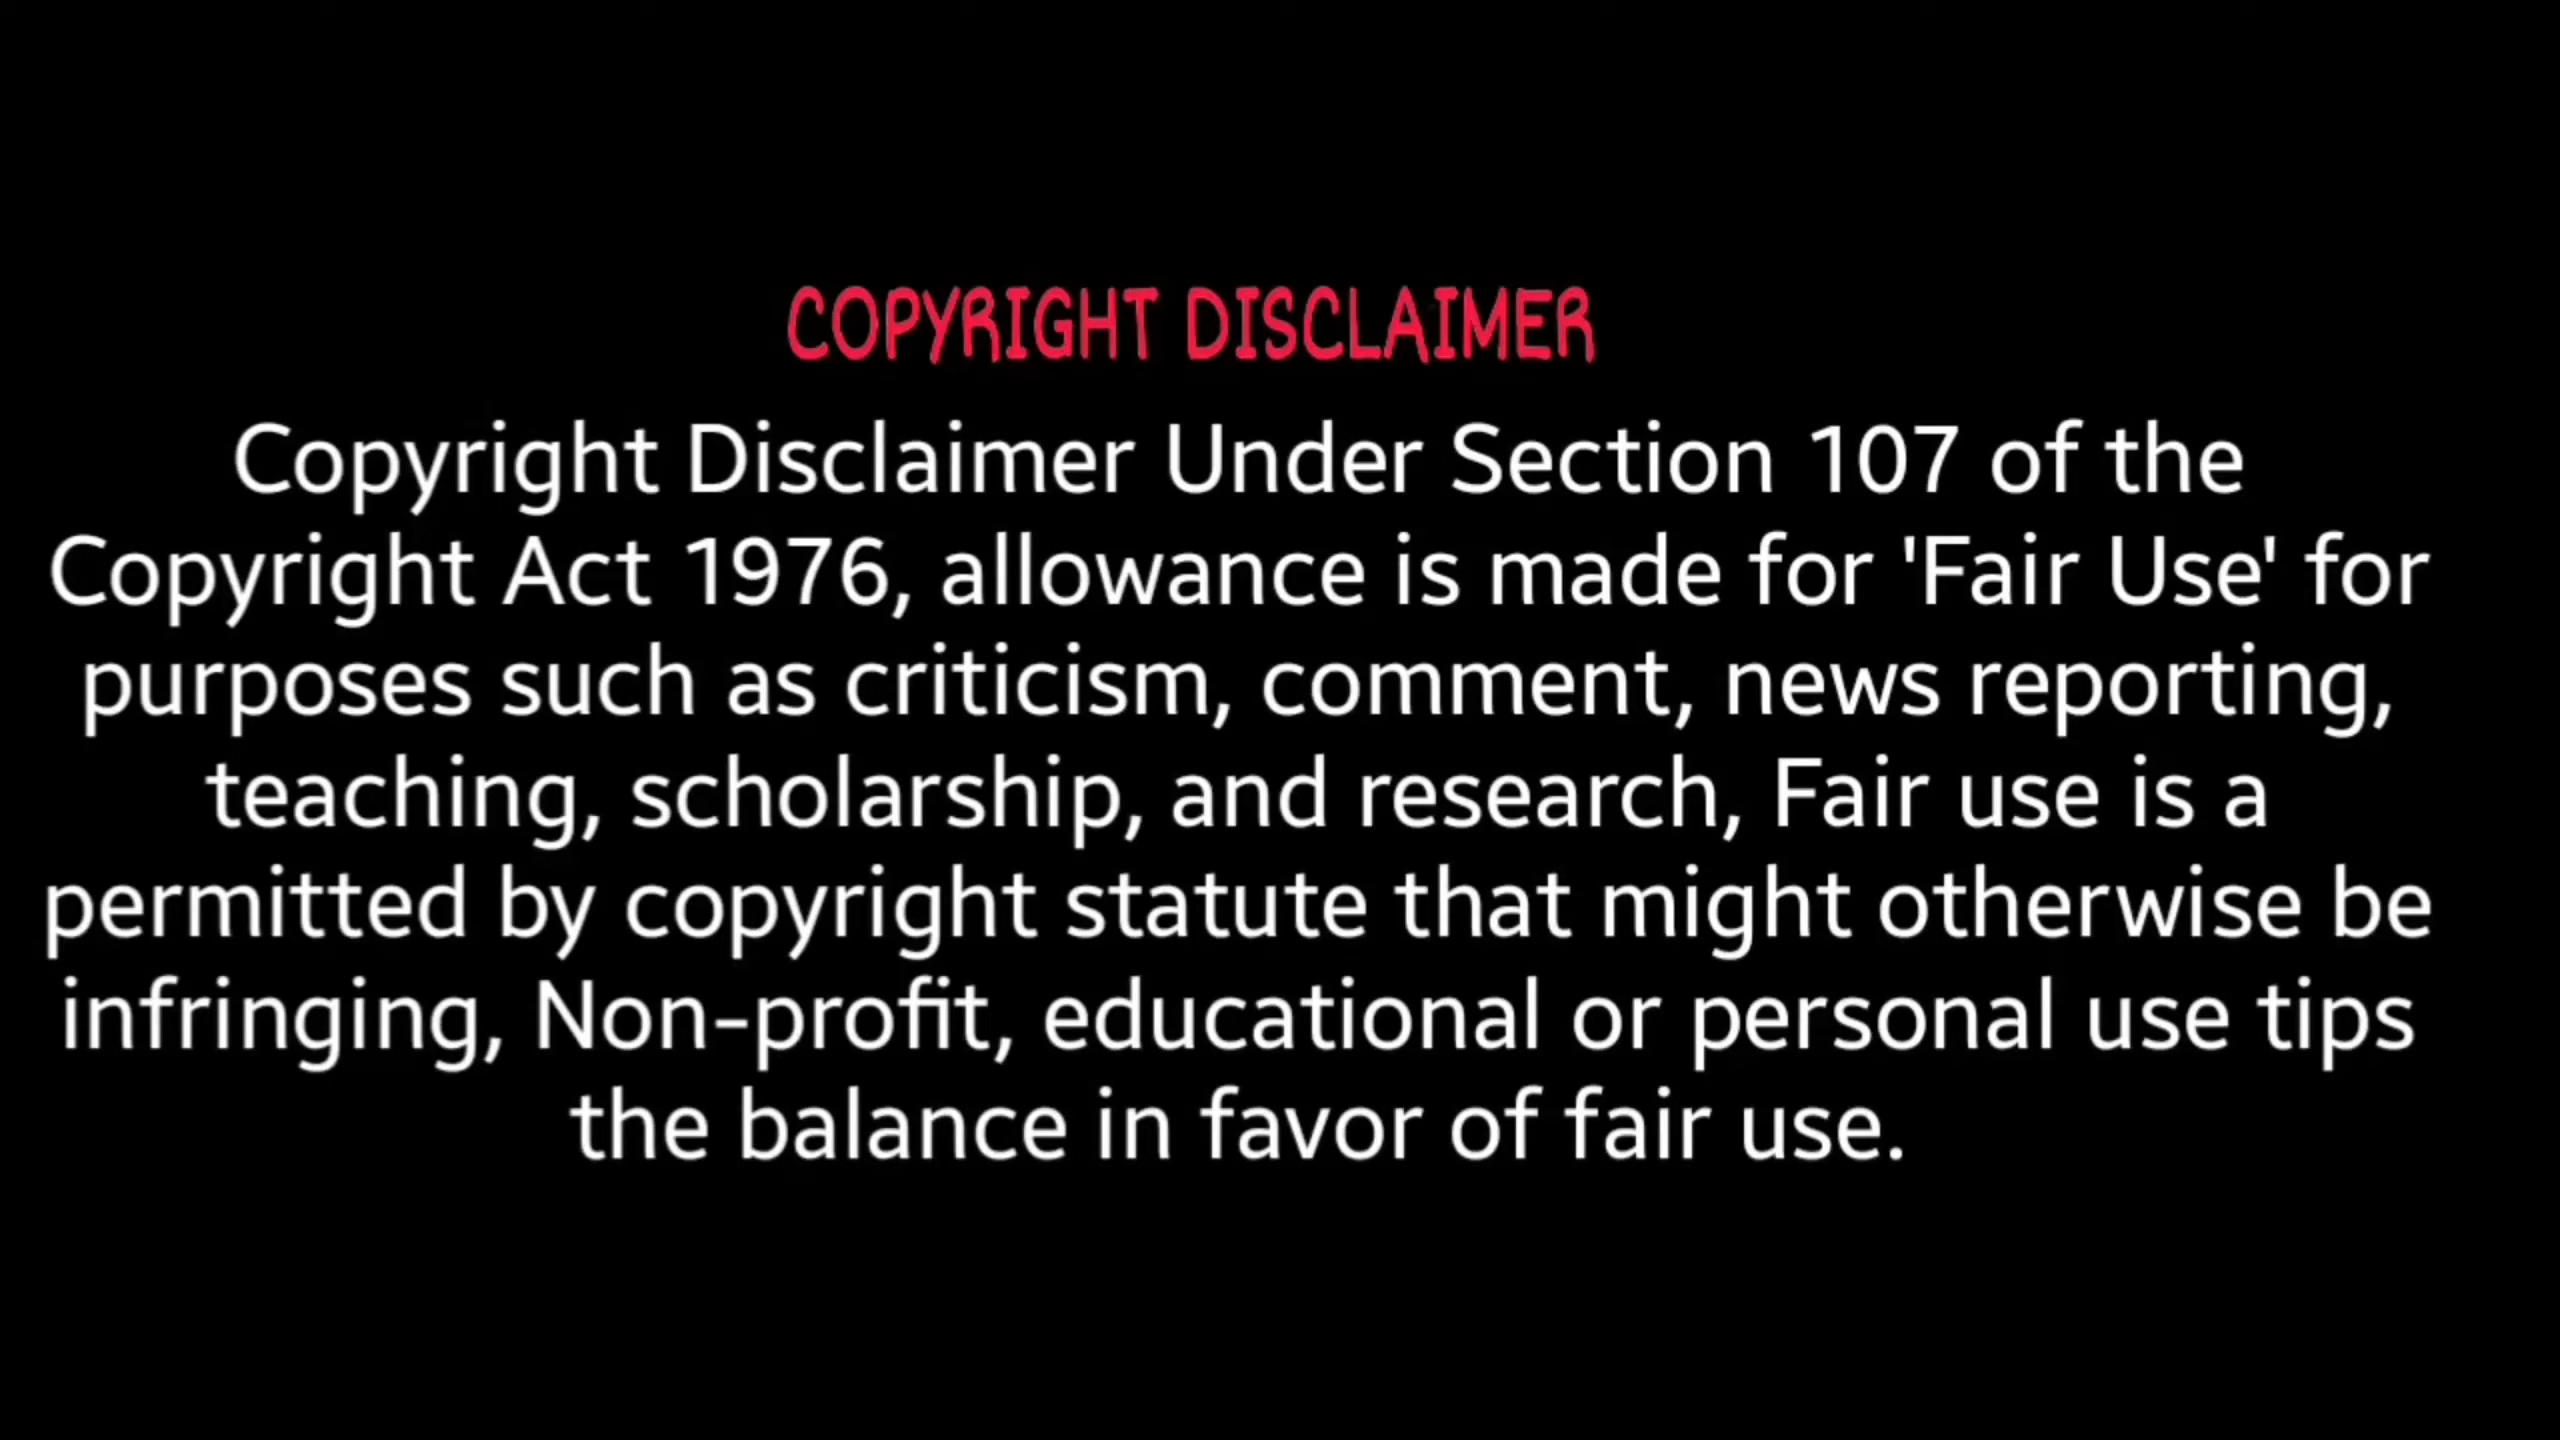 COPYRIGHT DISCLAIMER
Copyright Disclaimer Under Section 107 of the
Copyright Act 1976, allowance is made for 'Fair Use' for
purposes such as criticism, comment, news reporting,
teaching, scholarship, and research, Fair use is a
permitted by copyright statute that might otherwise be
infringing, Non-profit, educational or personal use tips
the balance in favor of fair use.